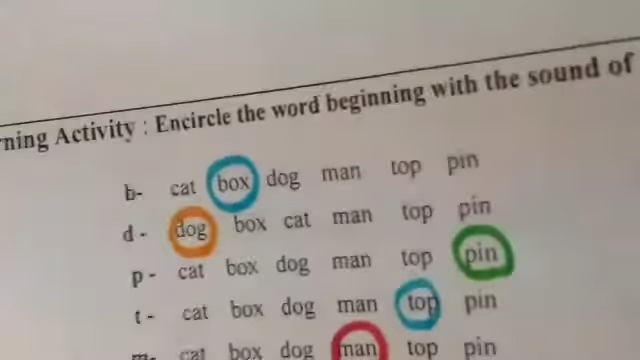 ning Activity : Encircle the word beginning with the sound of
b- cat box dog man top pin
d - dog box cat man top pin
p - cat box dog man top pin
t - cat box dog man top pin
m- cat box dog man top pin